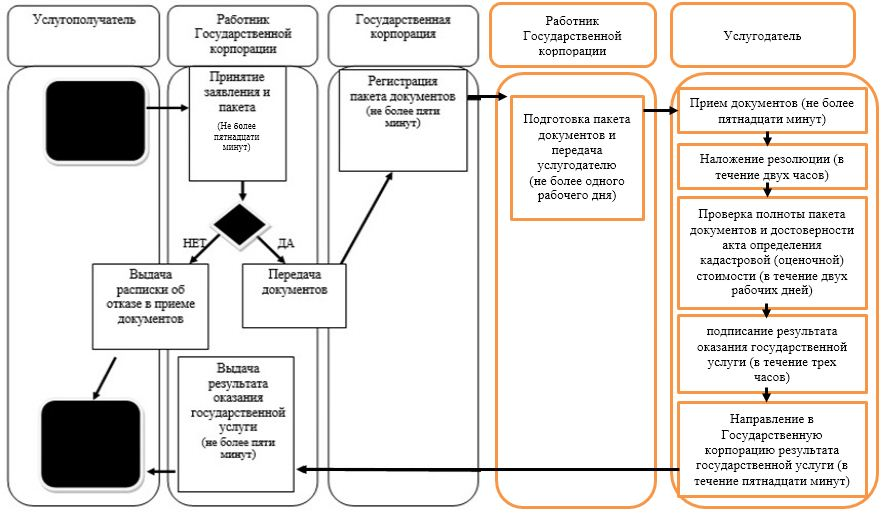 Услугополучатель
Работник
Государственной
корпорации
Государственная
корпорация
Работник
Государственной
корпорации
Услугодатель
Принятие
заявления и
пакета
(Не более
пятнадцати
минут)
НЕТ
ДА
Выдача
расписки об
отказе в приеме
документов
Передача
документов
Выдача
результата
оказания
государственной
услуги
(не более пяти
минут)
Регистрация
пакета документов
(не более пяти
минут)
Подготовка пакета
документов и
передача
услугодателю
(не более одного
рабочего дня)
Прием документов (не более
пятнадцати минут)
Наложение резолюции (в
течение двух часов)
Проверка полноты пакета
документов и достоверности
акта определения
кадастровой (оценочной)
стоимости (в течение двух
рабочих дней)
подписание результата
оказания государственной
услуги (в течение трех
часов)
Направление в
Государственную
корпорацию результата
государственной услуги (в
течение пятнадцати минут)